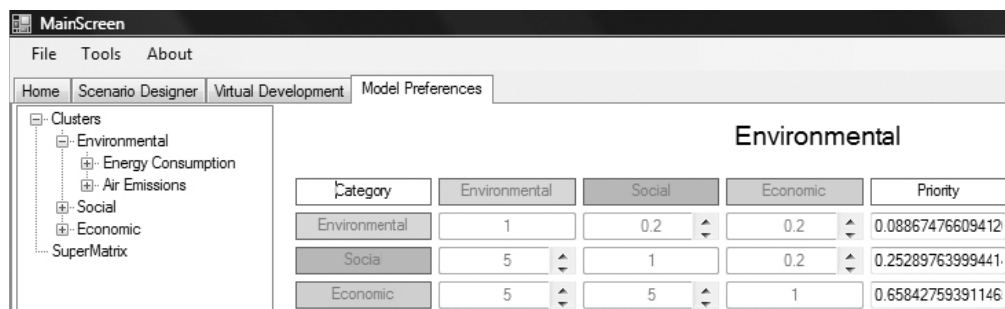 MainScreen
File Tools About
Home Scenario Designer Virtual Development Model Preferences
Clusters
Environmental
Energy Consumption
Air Emissions
Social
Economic
SuperMatrix
Environmental
Category Environmental Social Economic Priority
Environmental 1 0.2 0.2 0.08867476609412
Socia 5 1 0.2 0.25289763999441
Economic 5 5 1 0.6584275939114